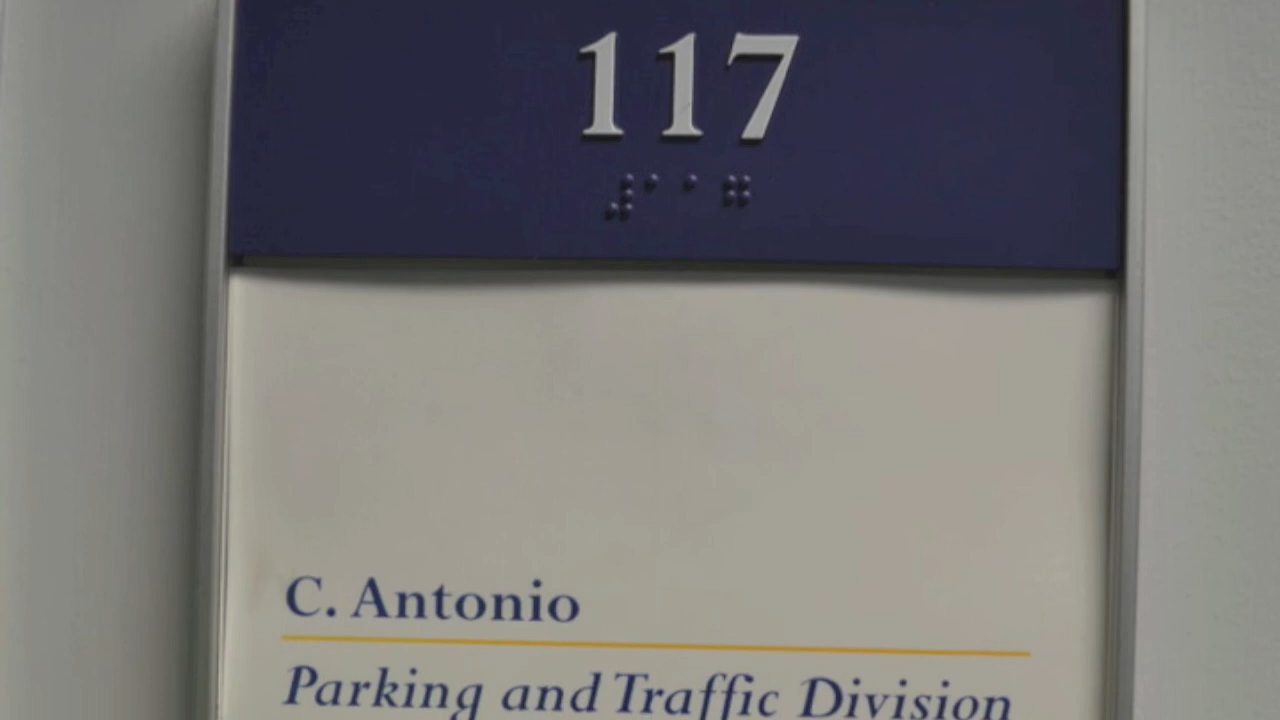 117
⠼⠁⠁⠛
C. Antonio
Parking and Traffic Division